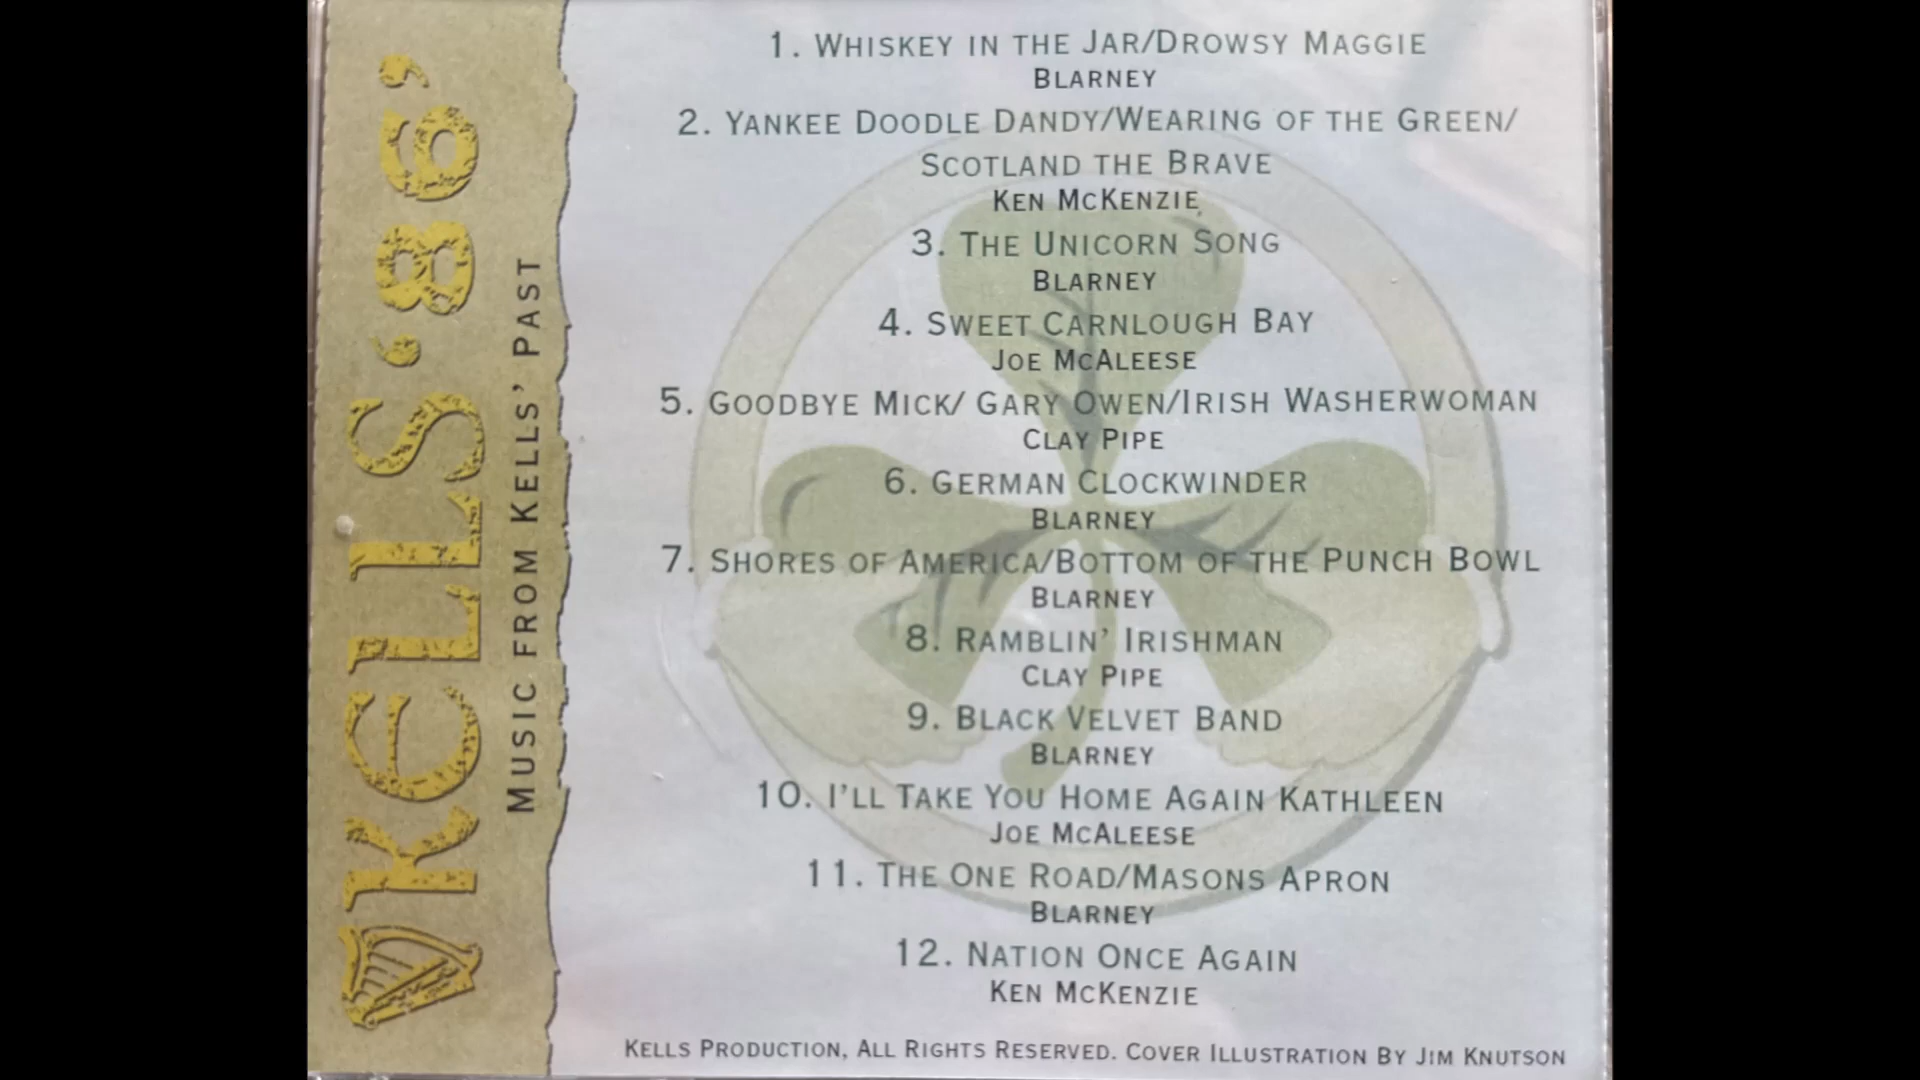 KELLS ‘86’
MUSIC FROM KELLS’ PAST
1. WHISKEY IN THE JAR/DROWSY MAGGIE
BLARNEY
2. YANKEE DOODLE DANDY/WEARING OF THE GREEN/
SCOTLAND THE BRAVE
KEN MCKENZIE
3. THE UNICORN SONG
BLARNEY
4. SWEET CARNLOUGH BAY
JOE MCALEESE
5. GOODBYE MICK/ GARY OWEN/IRISH WASHERWOMAN
CLAY PIPE
6. GERMAN CLOCKWINDER
BLARNEY
7. SHORES OF AMERICA/BOTTOM OF THE PUNCH BOWL
BLARNEY
8. RAMBLIN’ IRISHMAN
CLAY PIPE
9. BLACK VELVET BAND
BLARNEY
10. I’LL TAKE YOU HOME AGAIN KATHLEEN
JOE MCALEESE
11. THE ONE ROAD/MASONS APRON
BLARNEY
12. NATION ONCE AGAIN
KEN MCKENZIE
KELLS PRODUCTION, ALL RIGHTS RESERVED. COVER ILLUSTRATION BY JIM KNUTSON